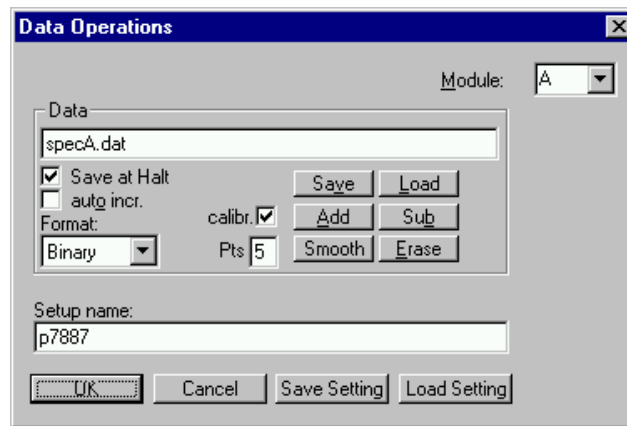 Data Operations
Module: A
Data
specA.dat
Save at Halt
auto incr.
Format:
Binary
calibr.
Pts 5
Save Load
Add Sub
Smooth Erase
Setup name:
p7887
OK Cancel Save Setting Load Setting